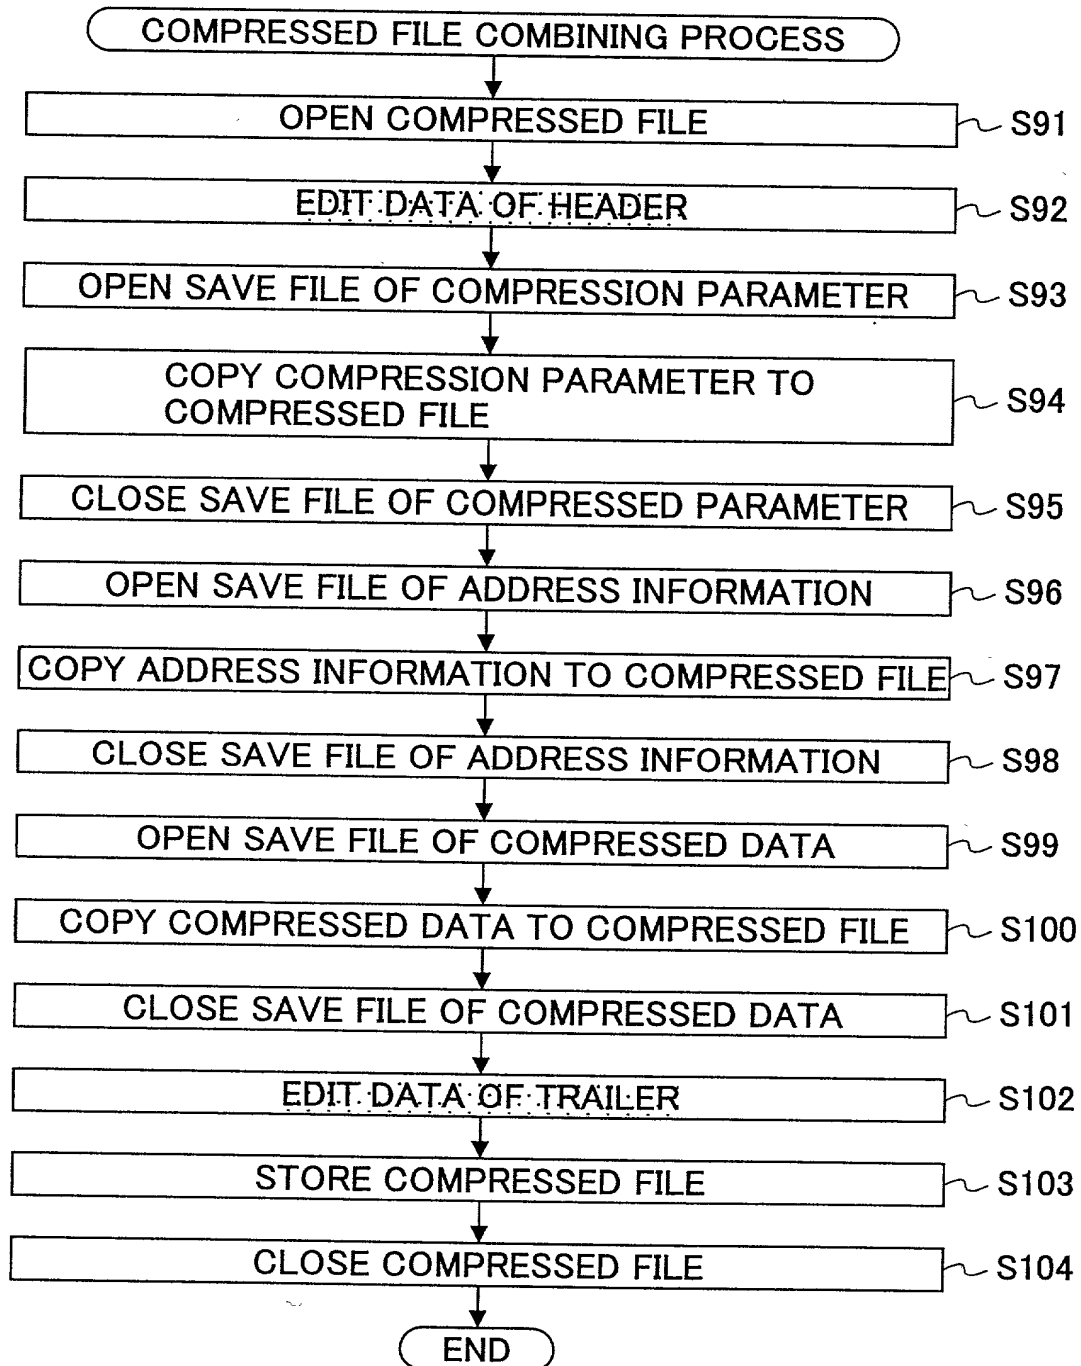 COMPRESSED FILE COMBINING PROCESS
OPEN COMPRESSED FILE
S91
EDIT DATA OF HEADER
S92
OPEN SAVE FILE OF COMPRESSION PARAMETER
S93
COPY COMPRESSION PARAMETER TO
COMPRESSED FILE
S94
CLOSE SAVE FILE OF COMPRESSED PARAMETER
S95
OPEN SAVE FILE OF ADDRESS INFORMATION
S96
COPY ADDRESS INFORMATION TO COMPRESSED FILE
S97
CLOSE SAVE FILE OF ADDRESS INFORMATION
S98
OPEN SAVE FILE OF COMPRESSED DATA
S99
COPY COMPRESSED DATA TO COMPRESSED FILE
S100
CLOSE SAVE FILE OF COMPRESSED DATA
S101
EDIT DATA OF TRAILER
S102
STORE COMPRESSED FILE
S103
CLOSE COMPRESSED FILE
S104
END